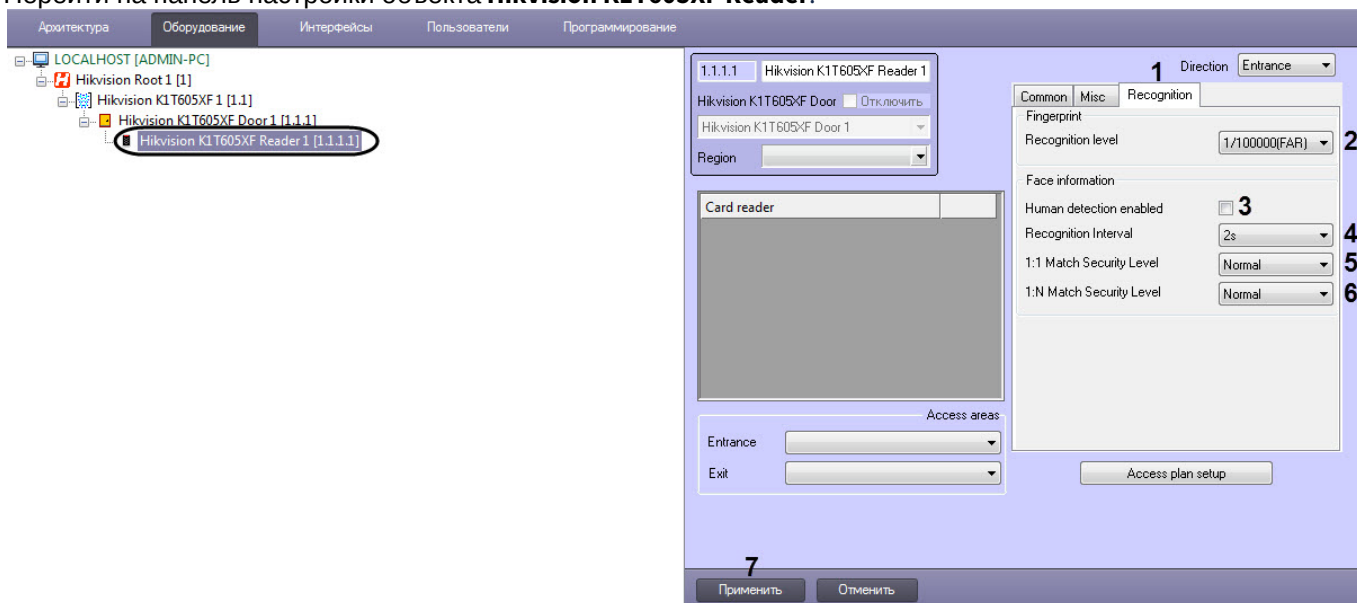 Перейти на панель настройки объекта Hikvision K1T605XF Reader.
Архитектура Оборудование Интерфейсы Пользователи Программирование
LOCALHOST [ADMIN-PC]
Hikvision Root 1 [1]
Hikvision K1T605XF 1 [1.1]
Hikvision K1T605XF Door 1 [1.1.1]
Hikvision K1T605XF Reader 1 [1.1.1.1]
1.1.1.1 Hikvision K1T605XF Reader 1
Hikvision K1T605XF Door Отключить
Hikvision K1T605XF Door 1
Region
Card reader
Access areas
Entrance
Exit
1 Direction Entrance
Common Misc Recognition
Fingerprint
Recognition level 1/100000(FAR) 2
Face information
Human detection enabled 3
Recognition Interval 2s 4
1:1 Match Security Level Normal 5
1:N Match Security Level Normal 6
Access plan setup
7
Применить Отменить